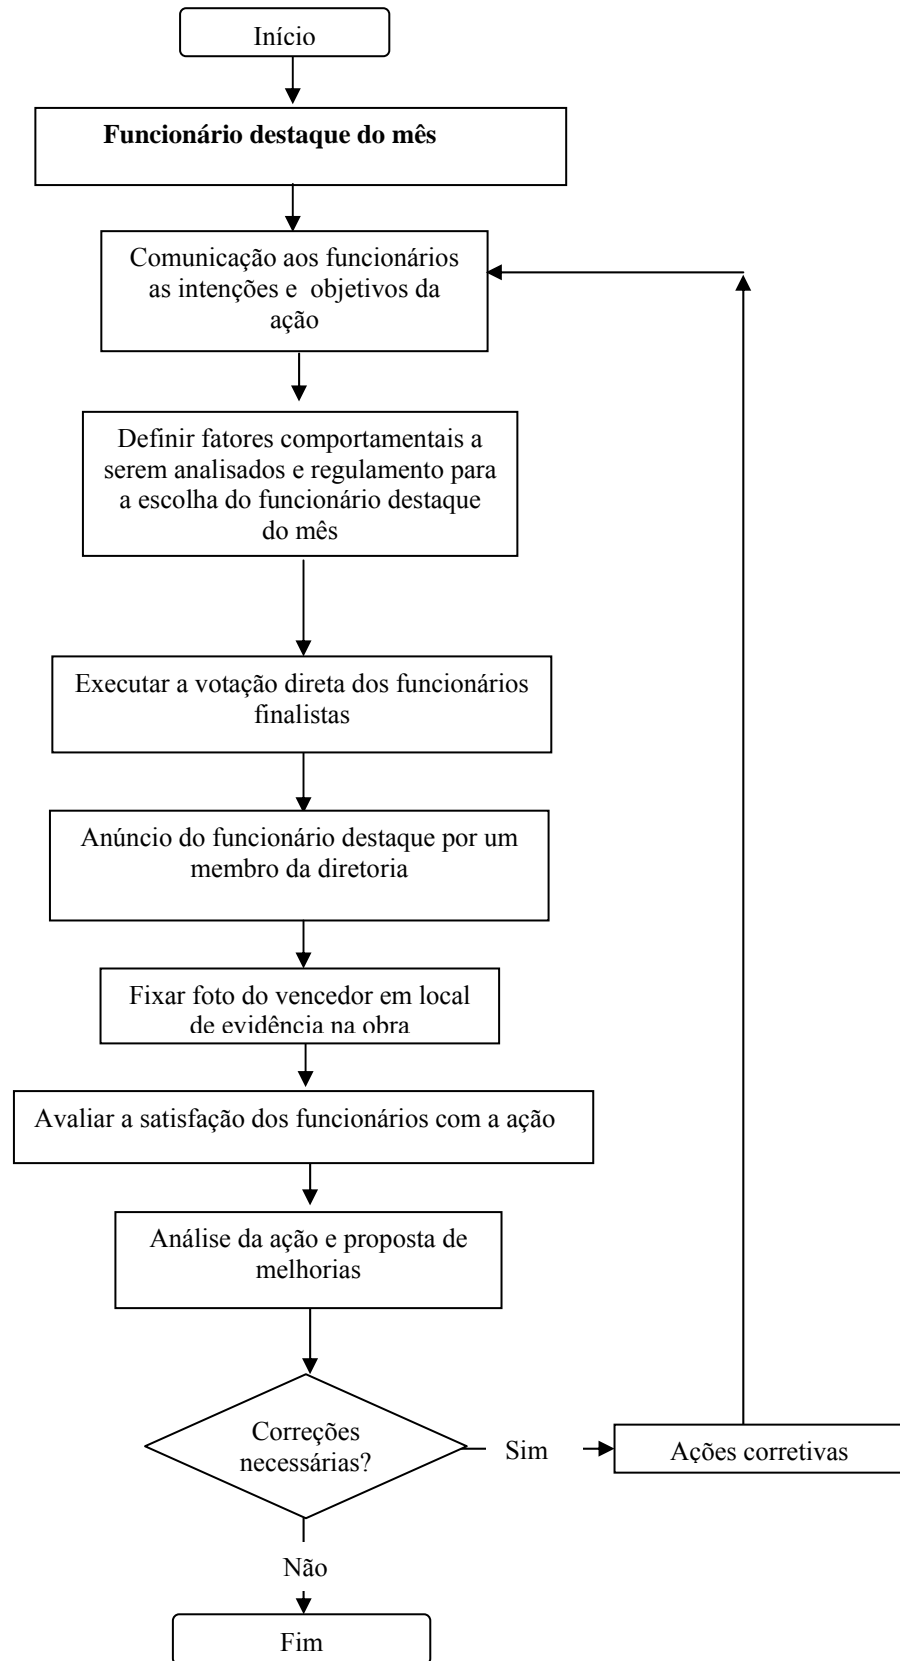 Início
Funcionário destaque do mês
Comunicação aos funcionários
as intenções e  objetivos da
ação
Definir fatores comportamentais a
serem analisados e regulamento para
a escolha do funcionário destaque
do mês
Executar a votação direta dos funcionários
finalistas
Anúncio do funcionário destaque por um
membro da diretoria
Fixar foto do vencedor em local
de evidência na obra
Avaliar a satisfação dos funcionários com a ação
Análise da ação e proposta de
melhorias
Correções
necessárias?
Sim
Ações corretivas
Não
Fim